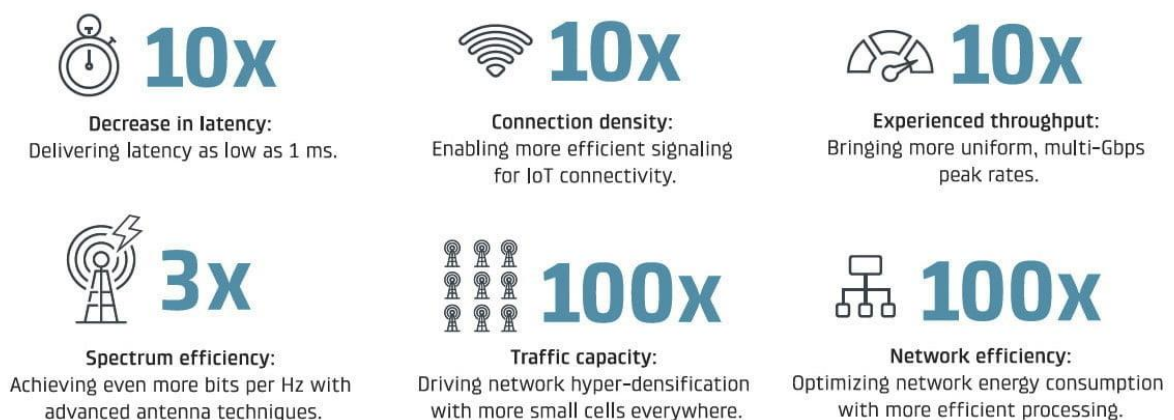 10x
Decrease in latency:
Delivering latency as low as 1 ms.
10x
Connection density:
Enabling more efficient signaling
for IoT connectivity.
10x
Experienced throughput:
Bringing more uniform, multi-Gbps
peak rates.
3x
Spectrum efficiency:
Achieving even more bits per Hz with
advanced antenna techniques.
100x
Traffic capacity:
Driving network hyper-densification
with more small cells everywhere.
100x
Network efficiency:
Optimizing network energy consumption
with more efficient processing.